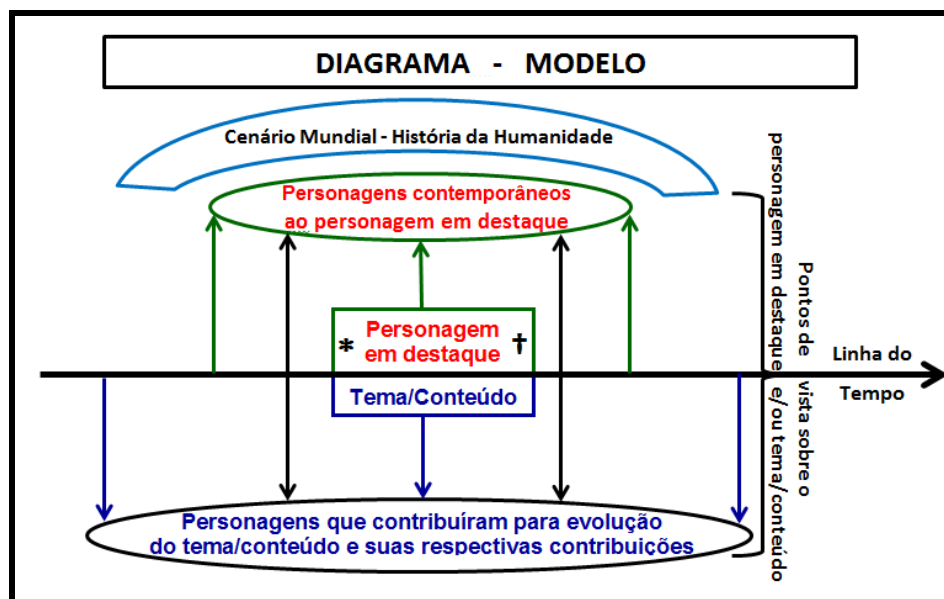 DIAGRAMA - MODELO
Cenário Mundial - História da Humanidade
Personagens contemporâneos
ao personagem em destaque
* Personagem
em destaque †
Tema/Conteúdo
Linha do
Tempo
Personagens que contribuíram para evolução
do tema/conteúdo e suas respectivas contribuições
Pontos de vista sobre o
personagem em destaque e/ou tema/conteúdo